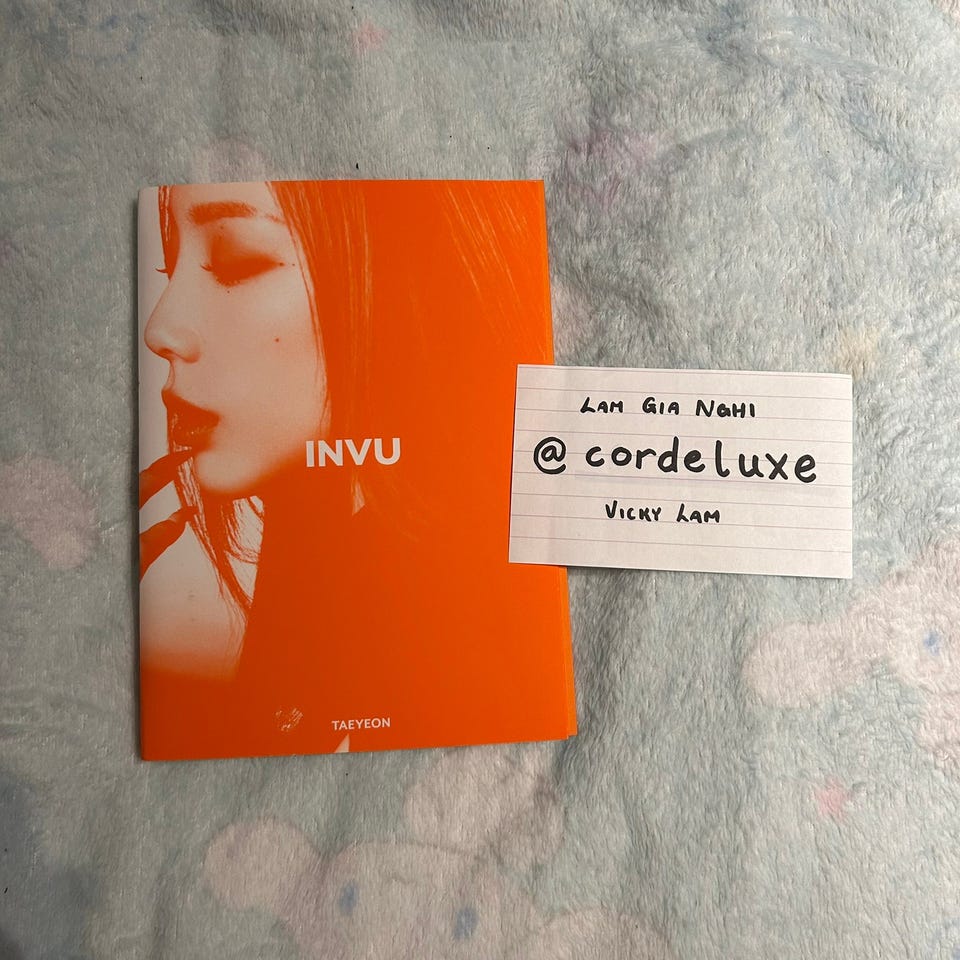 INVU
TAEYEON
LAM GIA NGHI
@cordeluxe
VICKY LAM